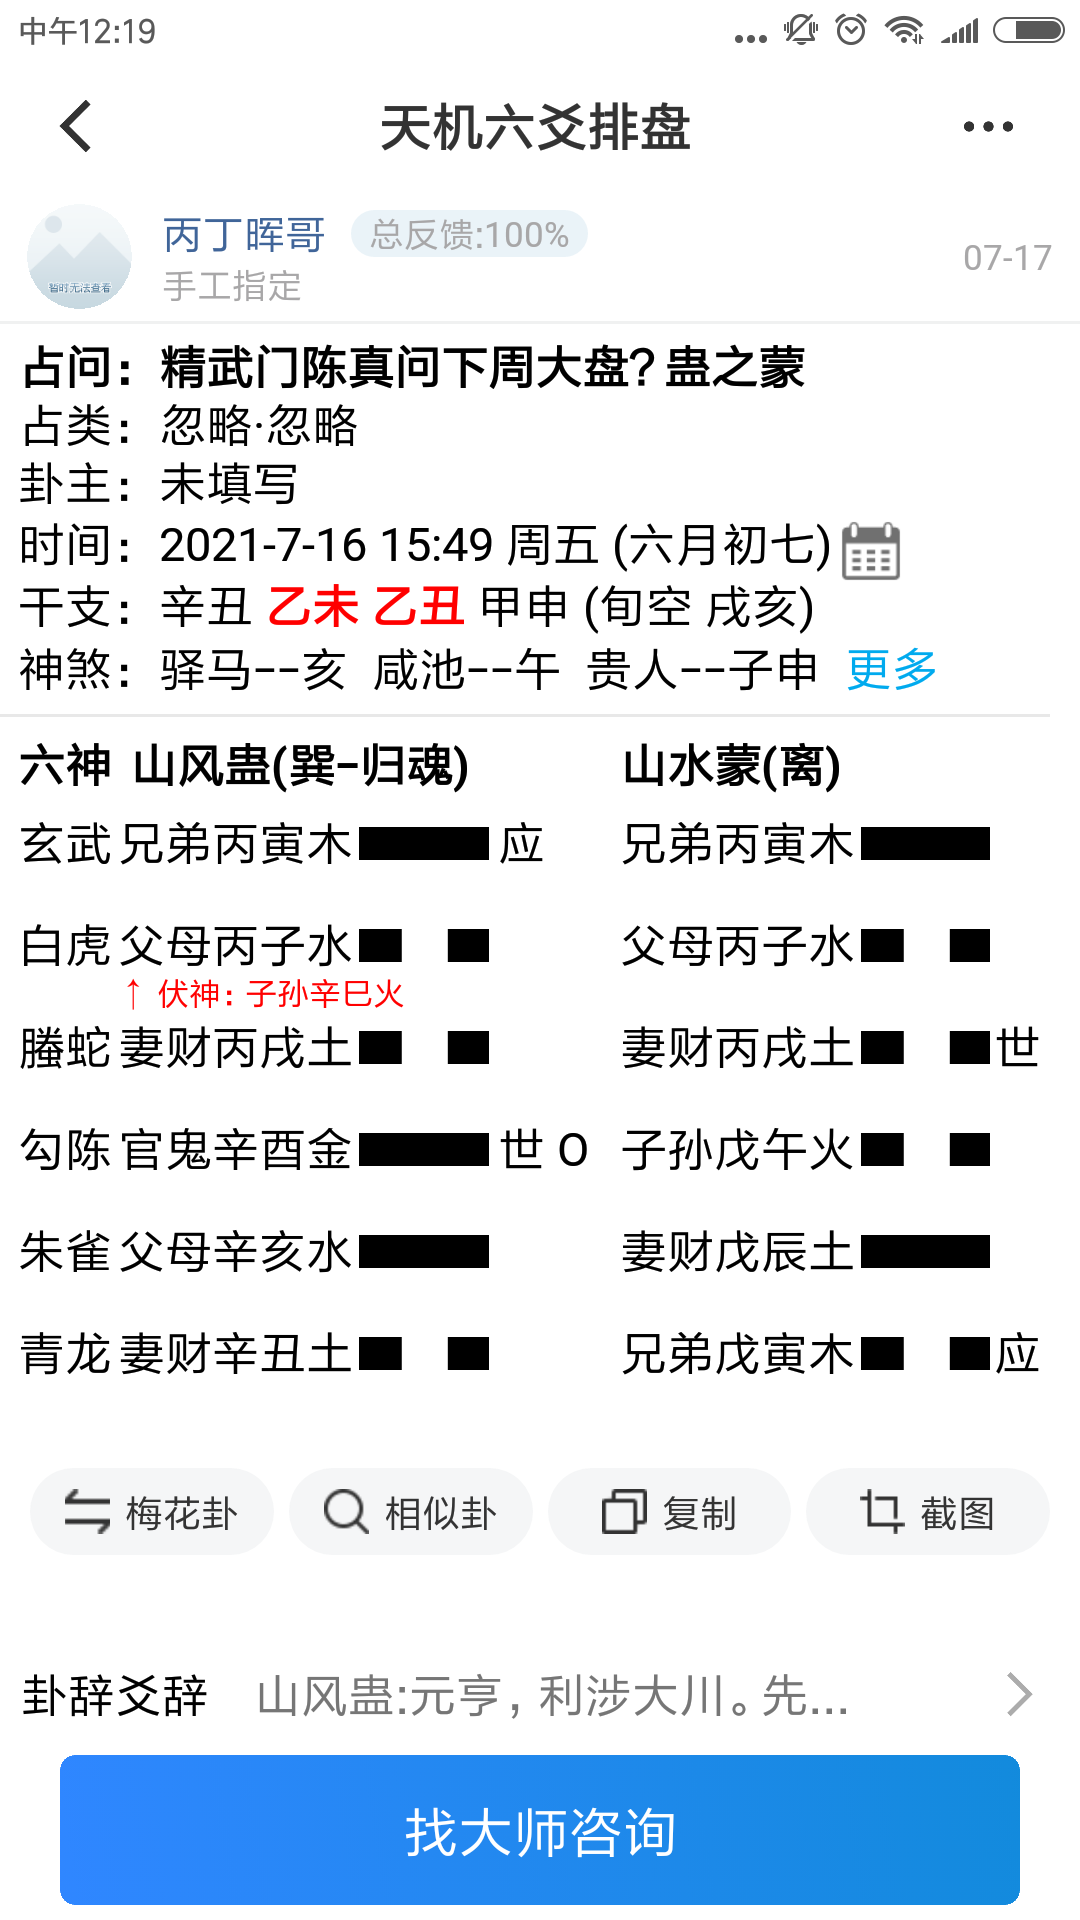 中午12:19
天机六爻排盘
丙丁晖哥 总反馈:100%
手工指定
07-17
暂时无法查看
占问：精武门陈真问下周大盘？蛊之蒙
占类：忽略·忽略
卦主：未填写
时间：2021-7-16 15:49 周五 (六月初七)
干支：辛丑 乙未 乙丑 甲申 (旬空 戌亥)
神煞：驿马--亥 咸池--午 贵人--子申 更多
六神 山风蛊(巽-归魂) 山水蒙(离)
玄武 兄弟丙寅木 应 兄弟丙寅木
白虎 父母丙子水 父母丙子水
↑ 伏神：子孙辛巳火
螣蛇 妻财丙戌土 妻财丙戌土 世
勾陈 官鬼辛酉金 世 O 子孙戊午火
朱雀 父母辛亥水 妻财戊辰土
青龙 妻财辛丑土 兄弟戊寅木 应
梅花卦 相似卦 复制 截图
卦辞爻辞 山风蛊:元亨，利涉大川。先...
找大师咨询